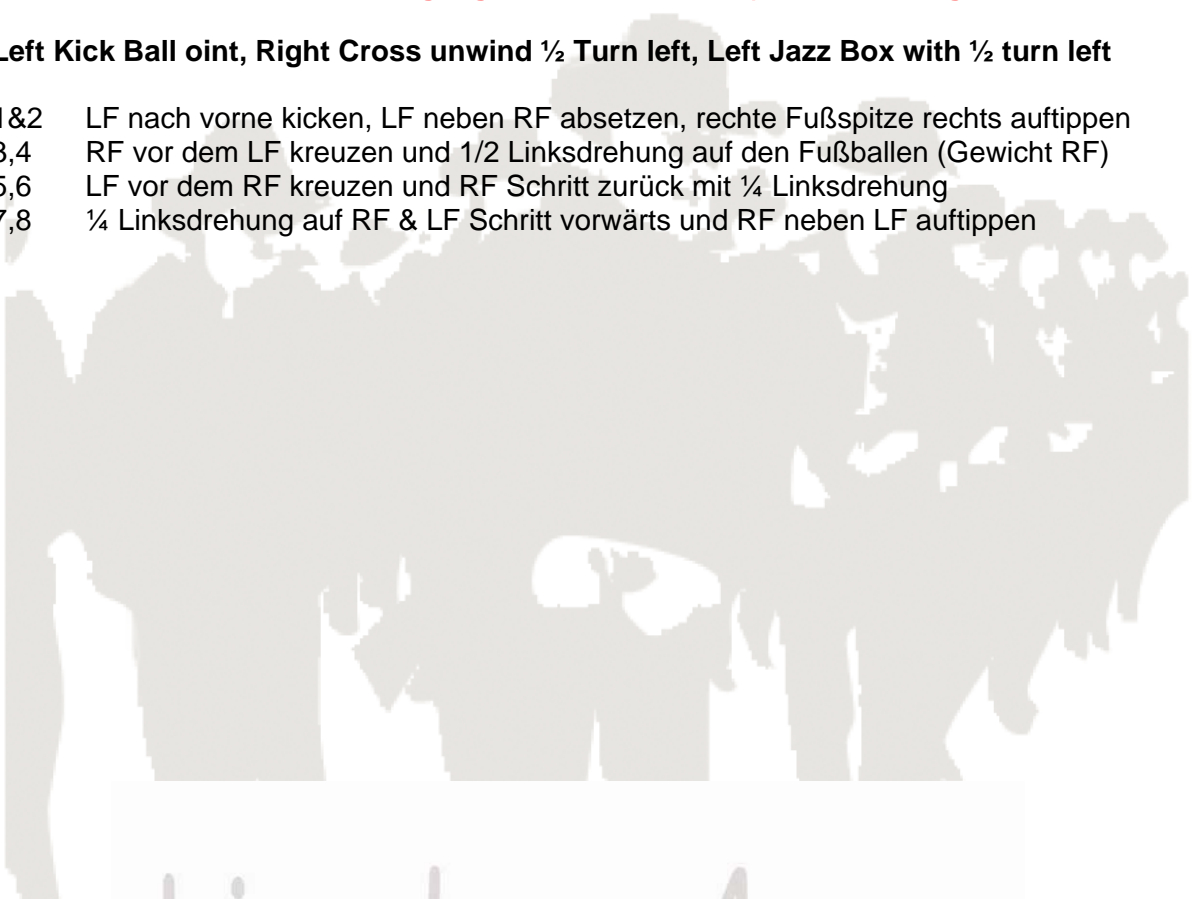 Left Kick Ball oint, Right Cross unwind ½ Turn left, Left Jazz Box with ½ turn left
1&2 LF nach vorne kicken, LF neben RF absetzen, rechte Fußspitze rechts auftippen
3,4 RF vor dem LF kreuzen und 1/2 Linksdrehung auf den Fußballen (Gewicht RF)
5,6 LF vor dem RF kreuzen und RF Schritt zurück mit ¼ Linksdrehung
7,8 ¼ Linksdrehung auf RF & LF Schritt vorwärts und RF neben LF auftippen